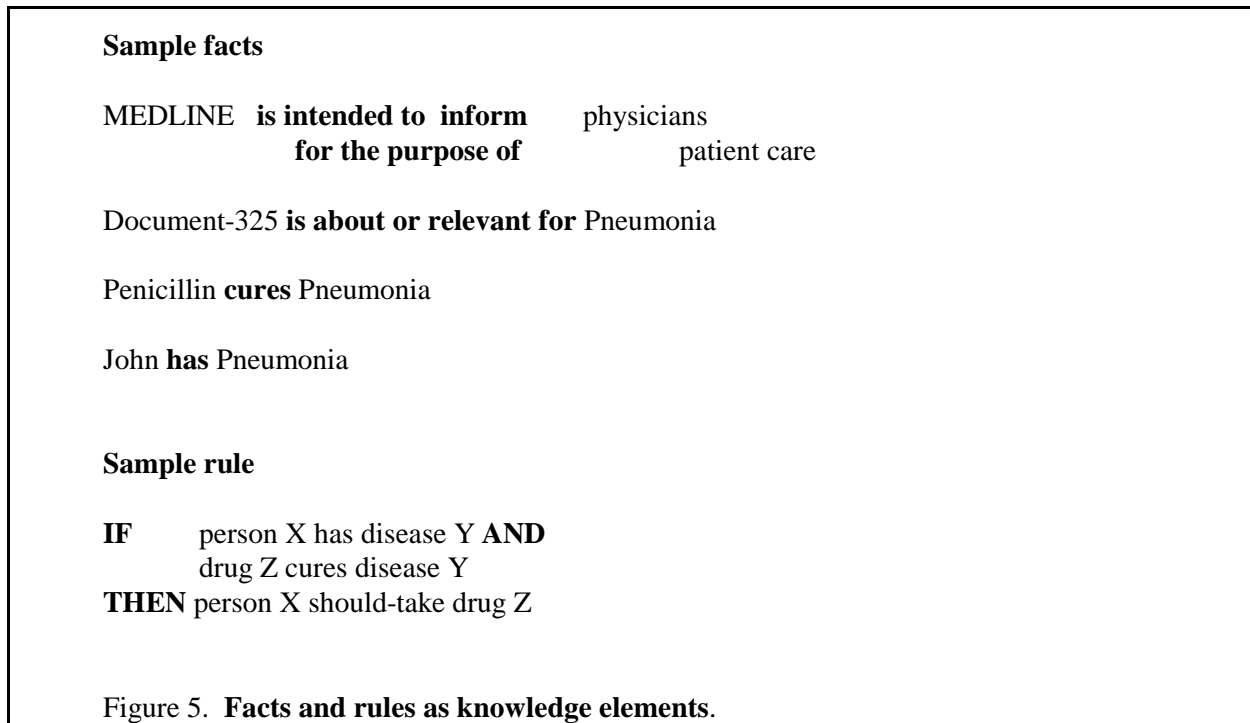 Sample facts
MEDLINE is intended to inform physicians
for the purpose of patient care
Document-325 is about or relevant for Pneumonia
Penicillin cures Pneumonia
John has Pneumonia
Sample rule
IF person X has disease Y AND
drug Z cures disease Y
THEN person X should-take drug Z
Figure 5. Facts and rules as knowledge elements.